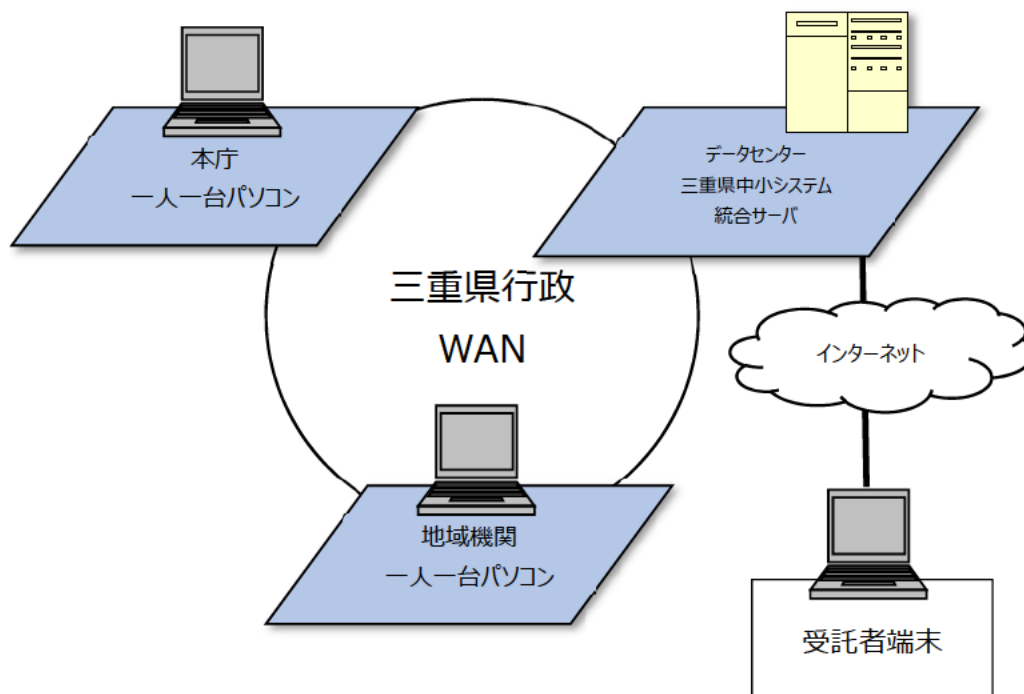 本庁
一人一台パソコン
データセンター
三重県中小システム
統合サーバ
三重県行政
WAN
インターネット
地域機関
一人一台パソコン
受託者端末